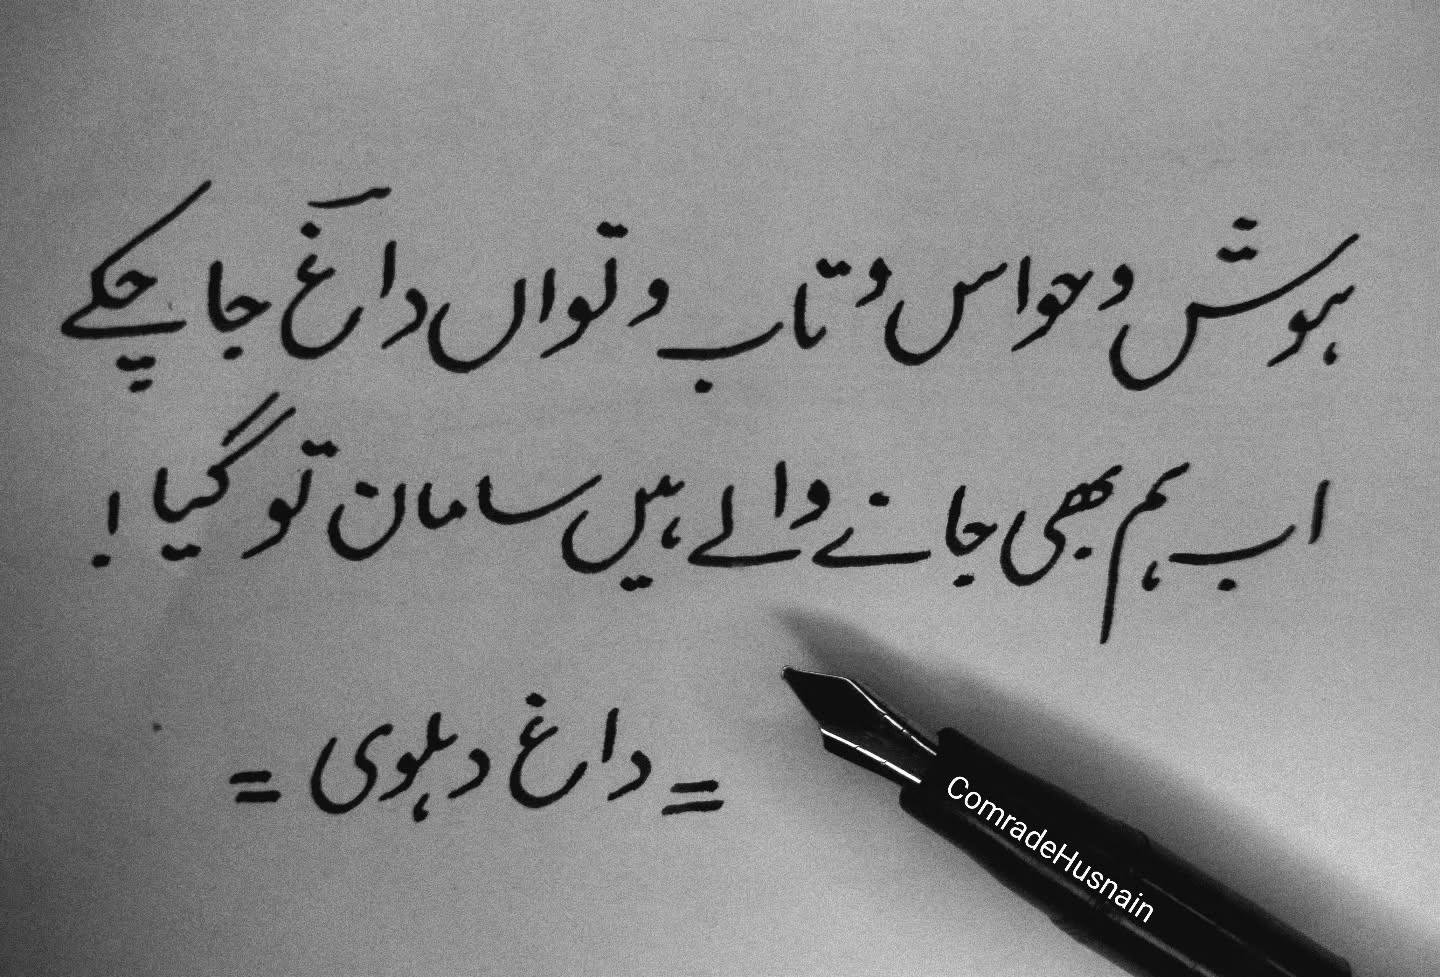 ہوش و حواس و تاب و تواں داغ جا چکے
اب ہم بھی جانے والے ہیں سامان تو گیا !
= داغ دہلوی =
ComradeHusnain